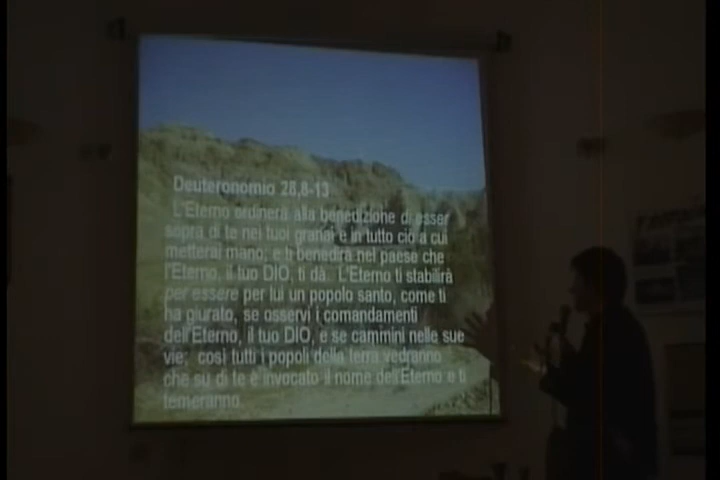 Deuteronomio 28,8-13
L'Eterno ordinerà alla benedizione di esser
sopra di te nei tuoi granai e in tutto ciò a cui
metterai mano; e ti benedirà nel paese che
l'Eterno, il tuo DIO, ti dà. L'Eterno ti stabilirà
per essere per lui un popolo santo, come ti
ha giurato, se osservi i comandamenti
dell'Eterno, il tuo DIO, e se cammini nelle sue
vie; così tutti i popoli della terra vedranno
che su di te è invocato il nome dell'Eterno e ti
temeranno.